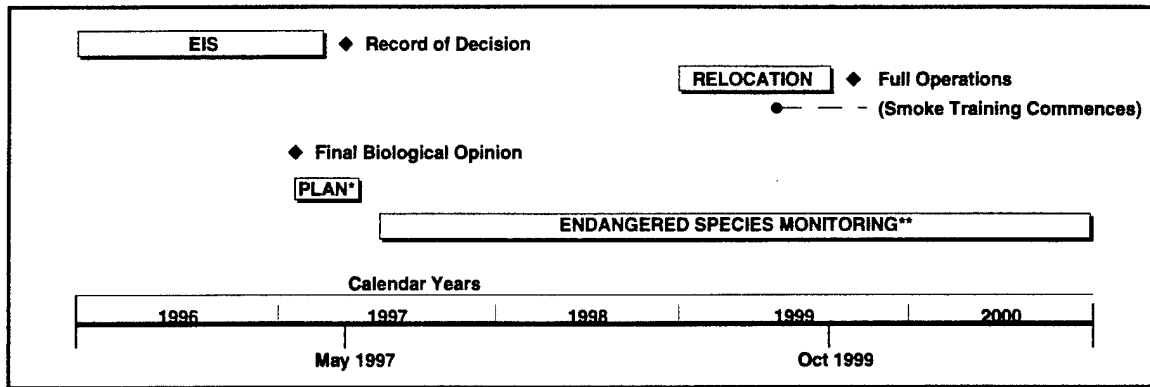 EIS
Record of Decision
RELOCATION
Full Operations
(Smoke Training Commences)
Final Biological Opinion
PLAN*
ENDANGERED SPECIES MONITORING**
Calendar Years
1996 1997 1998 1999 2000
May 1997 Oct 1999